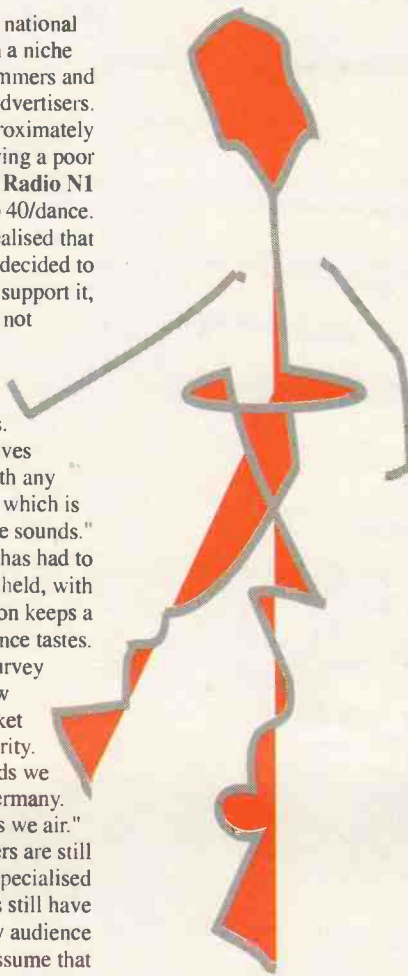 national
a niche
mmers and
dvertisers.
roximately
ving a poor
Radio N1
40/dance.
ealised that
decided to
support it,
not
s.
ves
th any
which is
e sounds."
has had to
held, with
on keeps a
nce tastes.
urvey
w
ket
rity.
ds we
ermany.
s we air."
ers are still
pecialised
s still have
y audience
ssume that